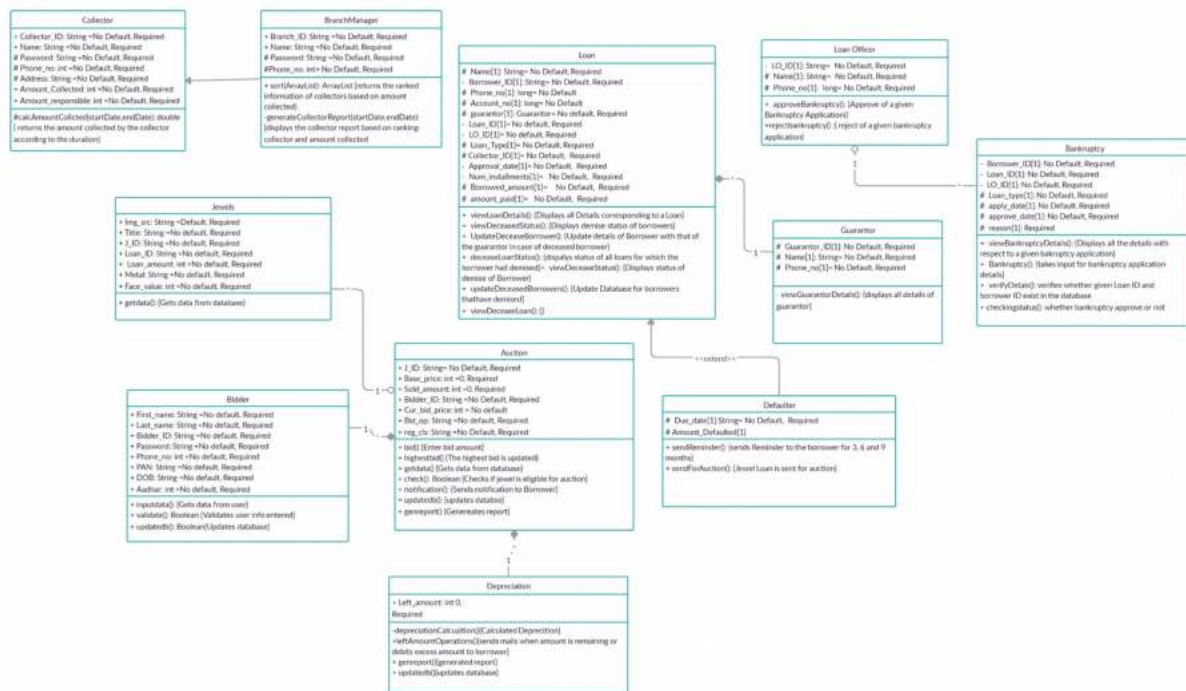 Collector
+ Collector_ID: String =No Default, Required
+ Name: String =No Default, Required
# Password: String =No Default, Required
# Phone_no: int =No Default, Required
# Address: String =No Default, Required
+ Amount_Collected: int =No Default, Required
+ Amount_responsible: int =No Default, Required
#calcAmountCollcted(startDate,endDate): double
{ returns the amount collected by the collector
according to the duration}
BranchManager
+ Branch_ID: String =No Default, Required
+ Name: String =No Default, Required
# Password: String =No Default, Required
#Phone_no: int= No Default, Required
+ sort(ArrayList): ArrayList {returns the ranked
information of collectors based on amount
collected}
-generateCollectorReport(startDate,endDate)
{displays the collector report based on ranking-
collector and amount collected
Loan
# Name[1]: String= No Default, Required
- Borrower_ID[1]: String= No Default, Required
# Phone_no[1]: long= No Default
# Account_no[1]: long= No Default
# guarantor[1]: Guarantor= No default, Required
- Loan_ID[1]= No default, Required
- LO_ID[1]= No default, Required
# Loan_Type[1]= No Default, Required
# Collector_ID[1]= No Default, Required
- Approval_date[1]= No Default, Required
- Num_installments[1]= No Default, Required
# Borrowed_amount[1]= No Default, Required
# amount_paid[1]= No Default, Required
+ viewLoanDetails(): {Displays all Details corresponding to a Loan}
+ viewDeceasedStatus(): {Displays demise status of borrowers}
+ UpdateDeceaseBorrower(): {Update details of Borrower with that of
the guarantor in case of deceased borrower}
+ deceaseLoanStatus(): {dispalys status of all loans for which the
borrower had demised}+ viewDeceaseStatus(): {Displays status of
demise of Borrower}
+ updateDeceasedBorrowers(): {Update Database for borrowers
thathave demised}
+ viewDeceaseLoan(): {}
Loan Officer
- LO_ID[1]: String= No Default, Required
# Name[1]: String= No Default, Required
# Phone_no[1]: long= No Default, Required
+ approveBankruptcy(): {Approve of a given
Bankruptcy Application}
+rejectbankruptcy(): { reject of a given bankruptcy
application}
1
Bankruptcy
- Borrower_ID[1]: No Default, Required
- Loan_ID[1]: No Default, Required
- LO_ID[1]: No Default, Required
# Loan_type[1]: No Default, Required
# apply_date[1]: No Default, Required
# approve_date[1]: No Default, Required
# reason[1]: Required
+ viewBankruptcyDetails(): {Displays all the details with
respect to a given bakruptcy application}
+ Bankruptcy(): {takes input for bankruptcy application
details}
+ verifyDetais(): verifies whether given Loan ID and
borrower ID exist in the database
+checkingstatus(): whether bankruptcy approve or not
Jewels
+ Img_src: String =Default, Required
+ Title: String =No default, Required
+ J_ID: String =No default, Required
+ Loan_ID: String =No default, Required
+ Loan_amount: int =No default, Required
+ Metal: String =No default, Required
+ Face_value: int =No default, Required
+ getdata() {Gets data from database}
Guarantor
# Guarantor_ID[1]: No Default, Required
# Name[1]: No Default, Required
# Phone_no[1]= No Default, Required
- viewGuarantorDetails(): {displays all details of
guarantor}
1
<<extend>>
Auction
+ J_ID: String= No Default, Required
+ Base_price: int =0, Required
+ Sold_amount: int =0, Required
+ Bidder_ID: String =No Default, Required
+ Cur_bid_price: int = No default
+ Bid_op: String =No default, Required
+ reg_cls: String =No default, Required
+ bid() {Enter bid amount}
+ highestbid() {The highest bid is updated}
+ getdata() {Gets data from database}
+ check(): Boolean {Checks if jewel is eligible for auction}
+ notification(): {Sends notification to Borrower}
+ updatedb(): {updates databse}
+ genreport() {Genereates report}
1
1
Bidder
+ First_name: String =No default, Required
+ Last_name: String =No default, Required
+ Bidder_ID: String =No default, Required
+ Password: String =No default, Required
+ Phone_no: int =No default, Required
+ PAN: String =No default, Required
+ DOB: String =No default, Required
+ Aadhar: int =No default, Required
+ inputdata(): {Gets data from user}
+ validate(): Boolean {Validates user info entered}
+ updatedb(): Boolean{Updates database}
Defaulter
# Due_date[1]:String= No Default, Required
# Amount_Defaulted[1]
+ sendReminder(): {sends Reminder to the borrower for 3, 6 and 9
months}
+ sendForAuction(): {Jewel Loan is sent for auction}
1
Depreciation
+ Left_amount: int 0,
Required
-depreciationCalcualtion(){Calculated Deprecition}
+leftAmountOperations(){sends mails when amount is remaining or
debits excess amount to borrower}
+ genreport(){generated report}
+ updatedb(){updates database}